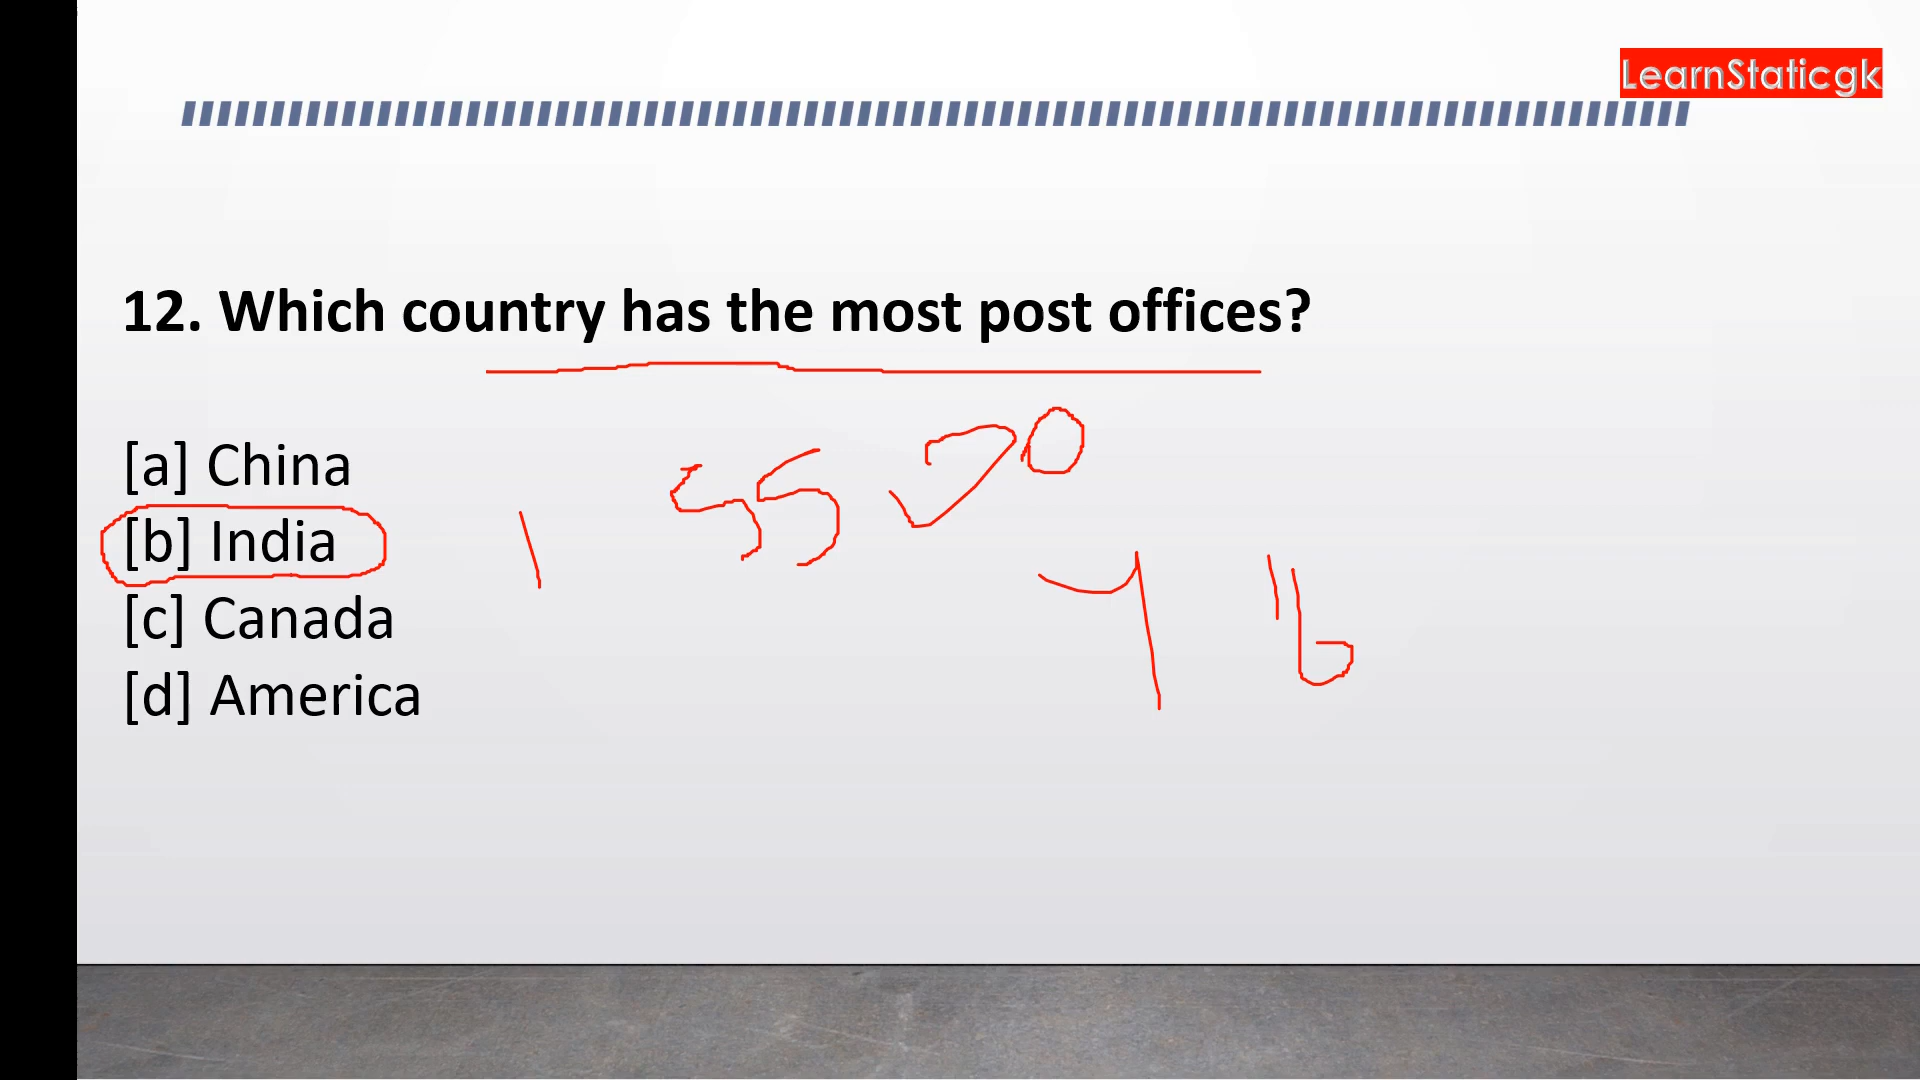 LearnStaticgk
12. Which country has the most post offices?
[a] China
[b] India
[c] Canada
[d] America